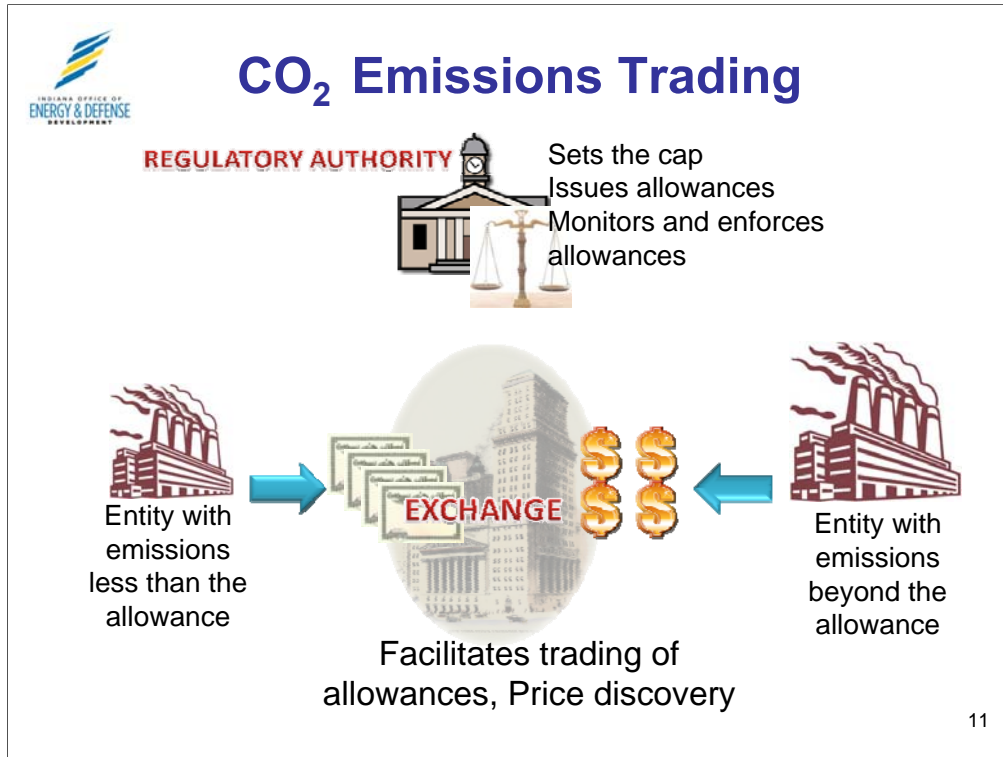 INDIANA OFFICE OF
ENERGY & DEFENSE
DEVELOPMENT
CO₂ Emissions Trading
REGULATORY AUTHORITY
Sets the cap
Issues allowances
Monitors and enforces
allowances
Entity with
emissions
less than the
allowance
EXCHANGE
$ $
$ $
Entity with
emissions
beyond the
allowance
Facilitates trading of
allowances, Price discovery
11